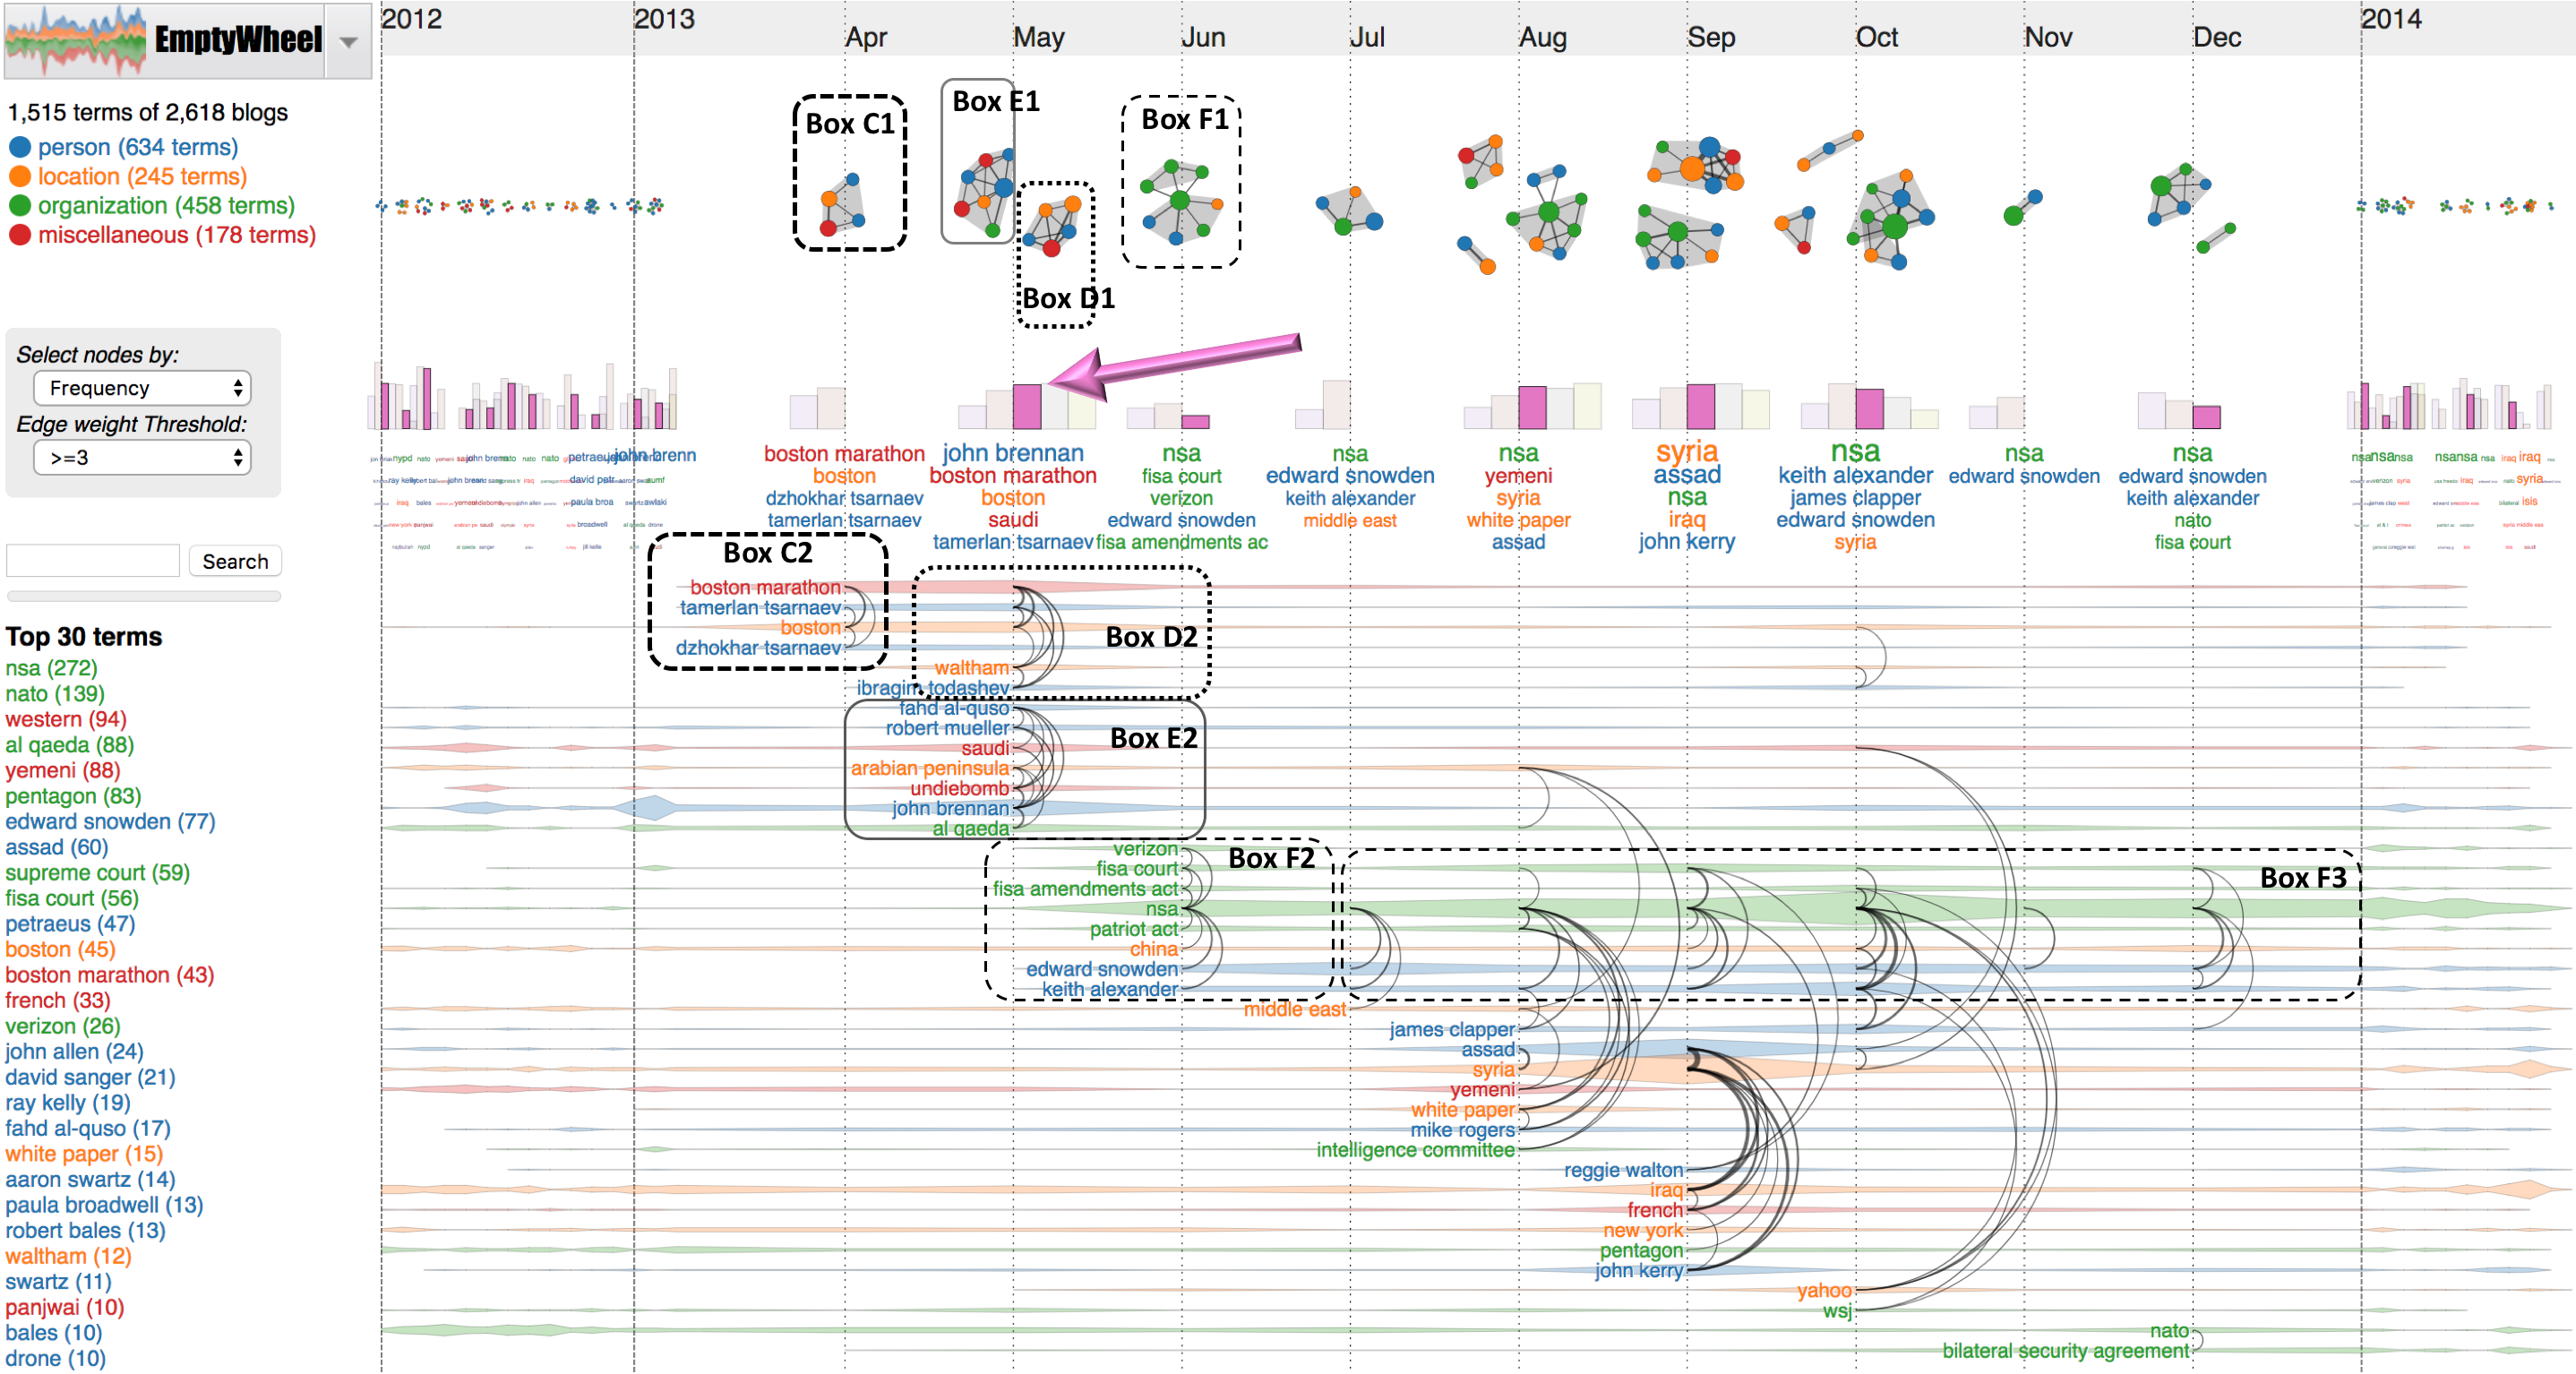 EmptyWheel
2012
2013
Apr
May
Jun
Jul
Aug
Sep
Oct
Nov
Dec
2014
1,515 terms of 2,618 blogs
person (634 terms)
location (245 terms)
organization (458 terms)
miscellaneous (178 terms)
Box C1
Box E1
Box D1
Box F1
Select nodes by:
Frequency
Edge weight Threshold:
>=3
Search
boston marathon
boston
dzhokhar tsarnaev
tamerlan tsarnaev
john brennan
boston marathon
boston
saudi
tamerlan tsarnaev
nsa
fisa court
verizon
edward snowden
fisa amendments ac
nsa
edward snowden
keith alexander
middle east
nsa
yemeni
syria
white paper
assad
syria
assad
nsa
iraq
john kerry
nsa
keith alexander
james clapper
edward snowden
syria
nsa
edward snowden
nsa
edward snowden
keith alexander
nato
fisa court
Top 30 terms
nsa (272)
nato (139)
western (94)
al qaeda (88)
yemeni (88)
pentagon (83)
edward snowden (77)
assad (60)
supreme court (59)
fisa court (56)
petraeus (47)
boston (45)
boston marathon (43)
french (33)
verizon (26)
john allen (24)
david sanger (21)
ray kelly (19)
fahd al-quso (17)
white paper (15)
aaron swartz (14)
paula broadwell (13)
robert bales (13)
waltham (12)
swartz (11)
panjwai (10)
bales (10)
drone (10)
Box C2
boston marathon
tamerlan tsarnaev
boston
dzhokhar tsarnaev
Box D2
waltham
ibragim todashev
Box E2
fahd al-quso
robert mueller
saudi
arabian peninsula
undiebomb
john brennan
al qaeda
Box F2
verizon
fisa court
fisa amendments act
nsa
patriot act
china
edward snowden
keith alexander
Box F3
middle east
james clapper
assad
syria
yemeni
white paper
mike rogers
intelligence committee
reggie walton
iraq
french
new york
pentagon
john kerry
yahoo
wsj
nato
bilateral security agreement